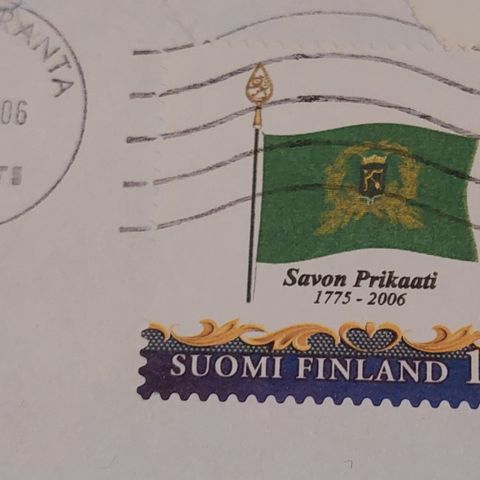 RANTA
06
Savon Prikaati
1775 - 2006
SUOMI FINLAND 1